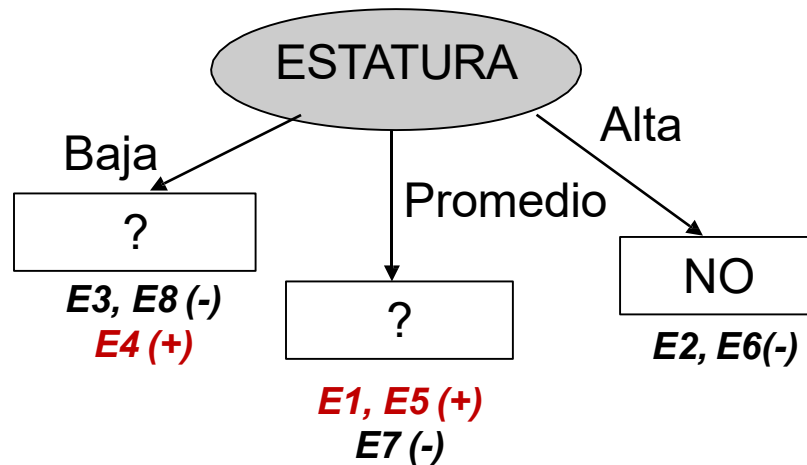 ESTATURA
Baja
Promedio
Alta
?
E3, E8 (-)
E4 (+)
?
E1, E5 (+)
E7 (-)
NO
E2, E6(-)